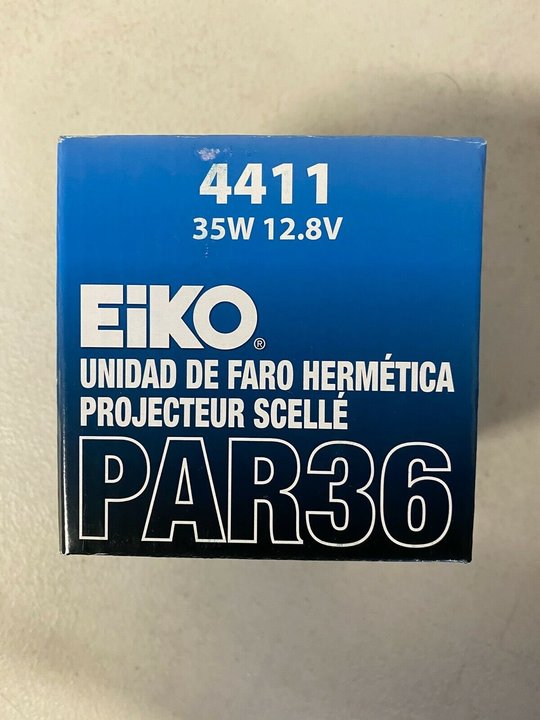 4411
35W 12.8V
EiKO®
UNIDAD DE FARO HERMÉTICA
PROJECTEUR SCELLÉ
PAR36